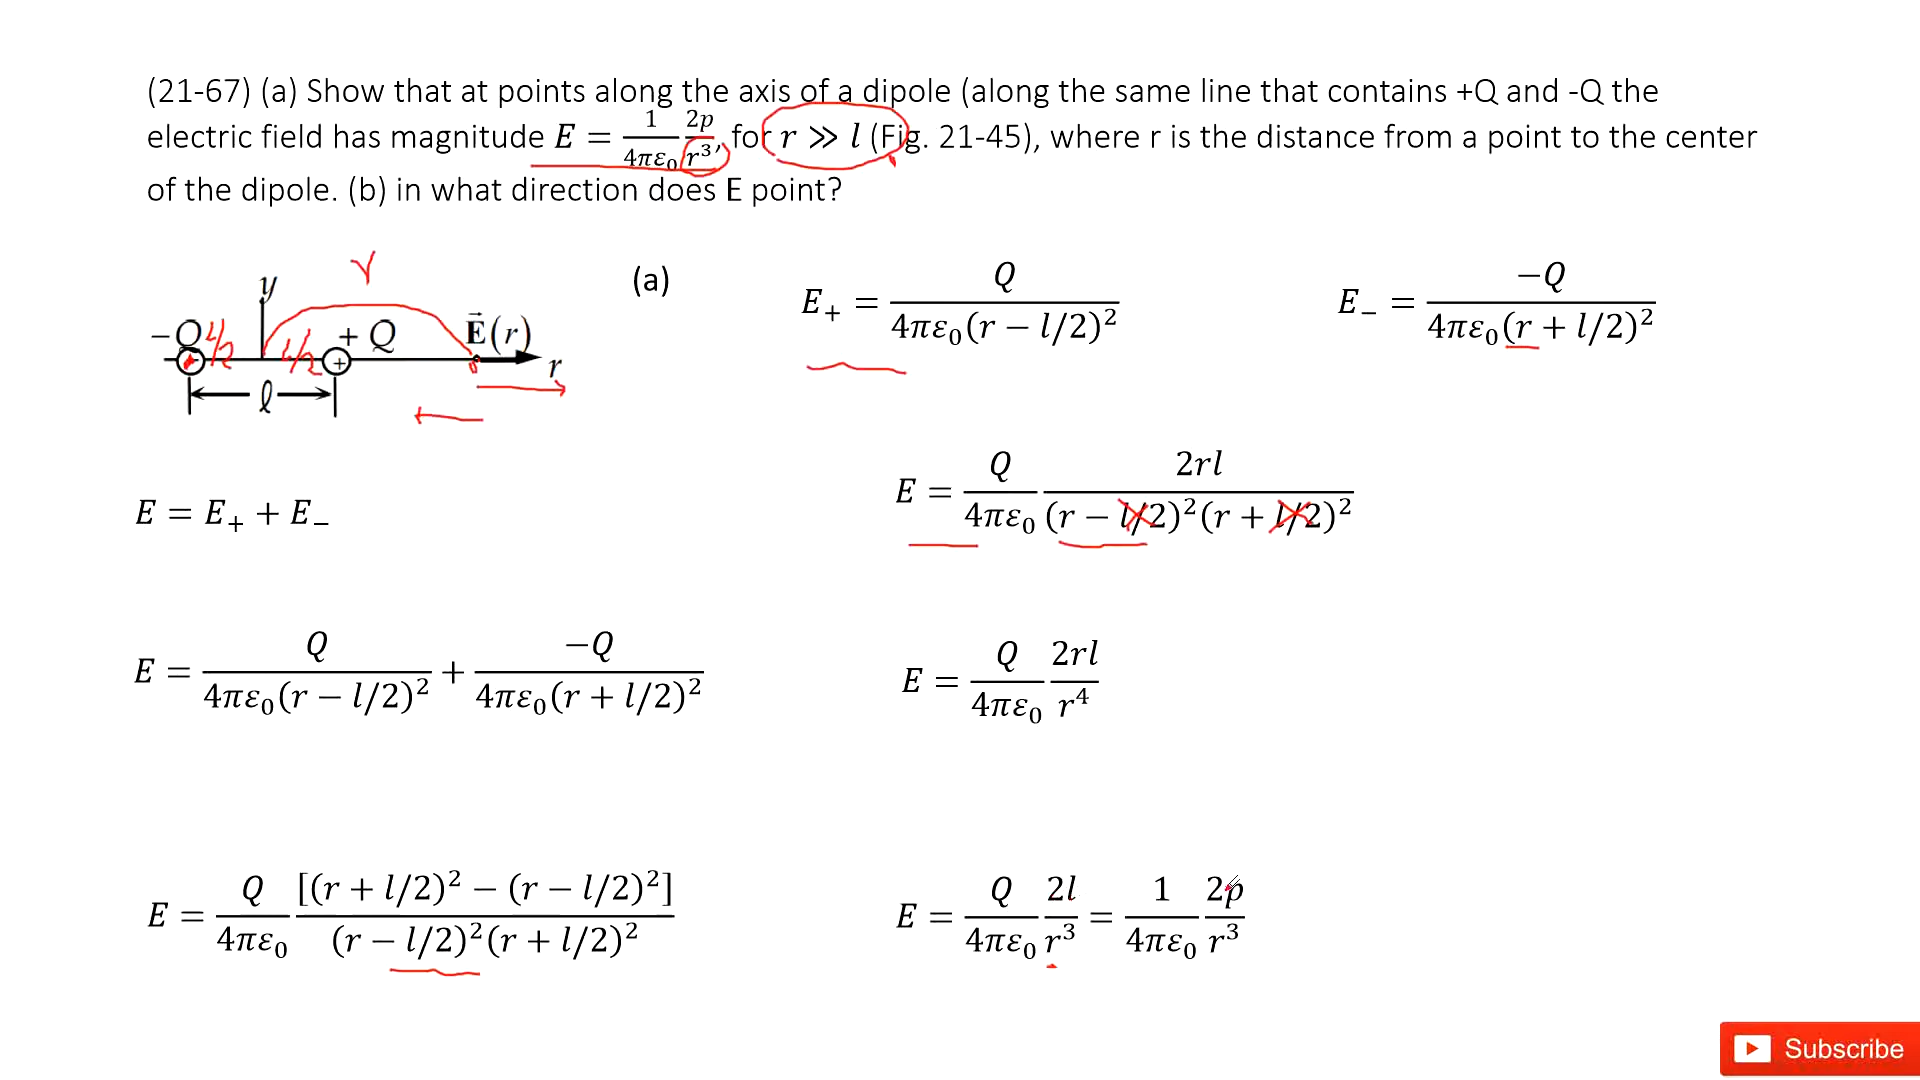 (21-67) (a) Show that at points along the axis of a dipole (along the same line that contains +Q and -Q the
electric field has magnitude E = 1/(4πε₀) 2p/r³, for r ≫ l (Fig. 21-45), where r is the distance from a point to the center
of the dipole. (b) in what direction does E point?
(a)
E₊ = Q/(4πε₀(r − l/2)²)
E₋ = −Q/(4πε₀(r + l/2)²)
r
y
−Q
l/2
l/2
+ Q
E⃗(r)
r
ℓ
E = E₊ + E₋
E = Q/(4πε₀) 2rl/((r − l/2)²(r + l/2)²)
E = Q/(4πε₀(r − l/2)²) + −Q/(4πε₀(r + l/2)²)
E = Q/(4πε₀) 2rl/r⁴
E = Q/(4πε₀) [(r + l/2)² − (r − l/2)²]/((r − l/2)²(r + l/2)²)
E = Q/(4πε₀) 2l/r³ = 1/(4πε₀) 2p/r³
Subscribe